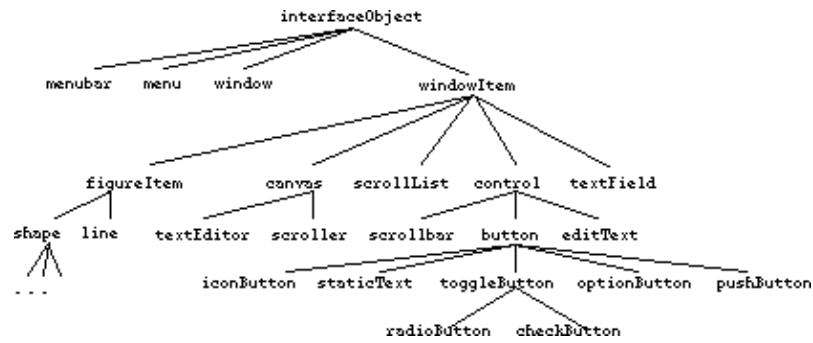 interfaceObject
menubar menu window windowItem
figureItem canvas scrollList control textField
shape line textEditor scroller scrollbar button editText
. . . iconButton staticText toggleButton optionButton pushButton
radioButton checkButton